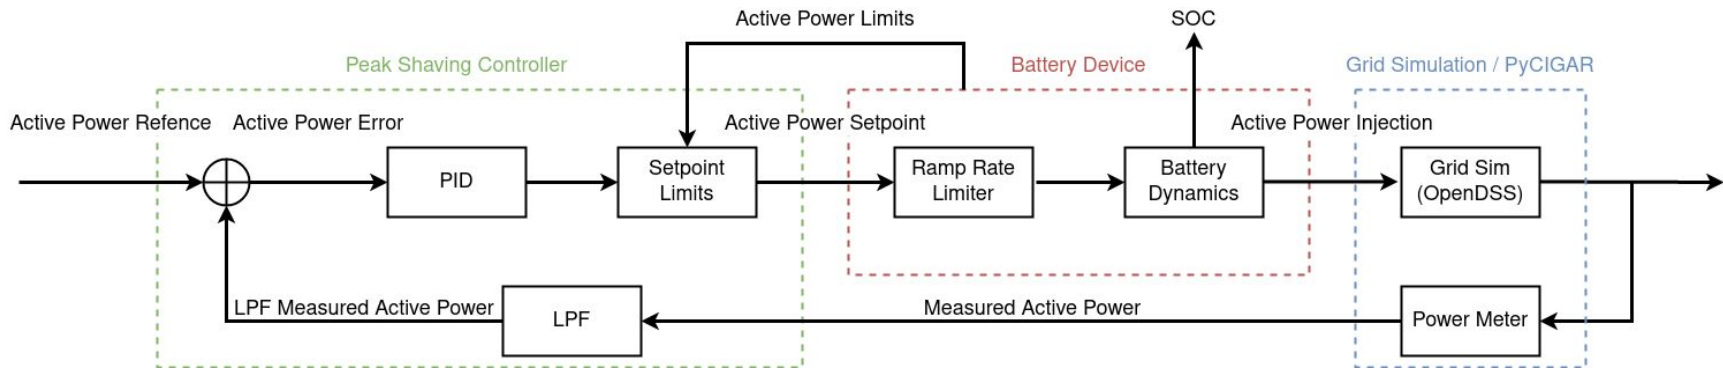 Active Power Limits
SOC
Peak Shaving Controller
Battery Device
Grid Simulation / PyCIGAR
Active Power Refence
Active Power Error
Active Power Setpoint
Active Power Injection
PID
Setpoint
Limits
Ramp Rate
Limiter
Battery
Dynamics
Grid Sim
(OpenDSS)
LPF Measured Active Power
LPF
Measured Active Power
Power Meter